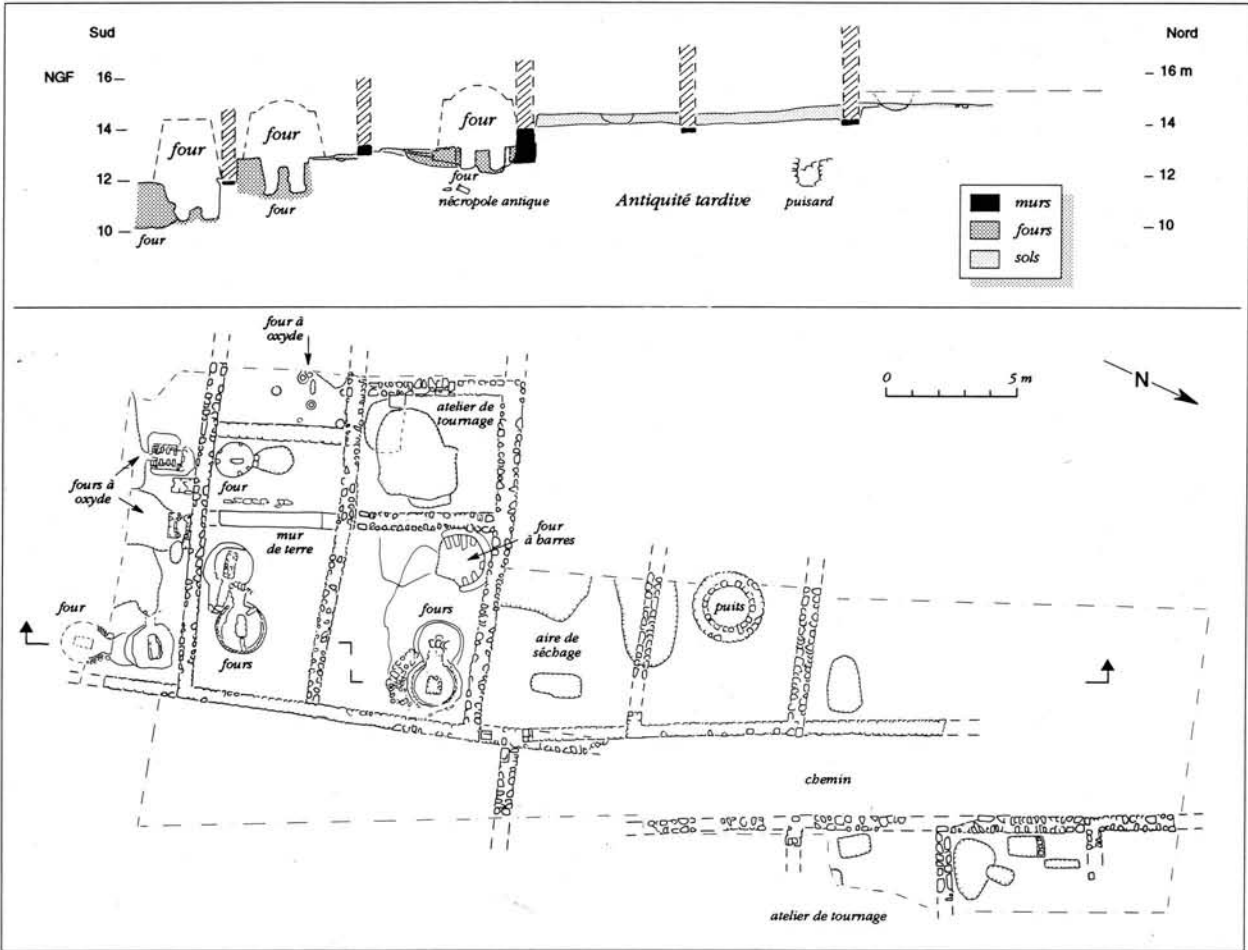 Sud
Nord
NGF
16
14
12
10
16 m
14
12
10
four
four
four
four
four
four
nécropole antique
Antiquité tardive
puisard
murs
fours
sols
four à
oxyde
0
5 m
N
atelier de
tournage
fours à
oxyde
four
mur
de terre
four
à barres
four
fours
fours
puits
aire de
séchage
chemin
atelier de tournage